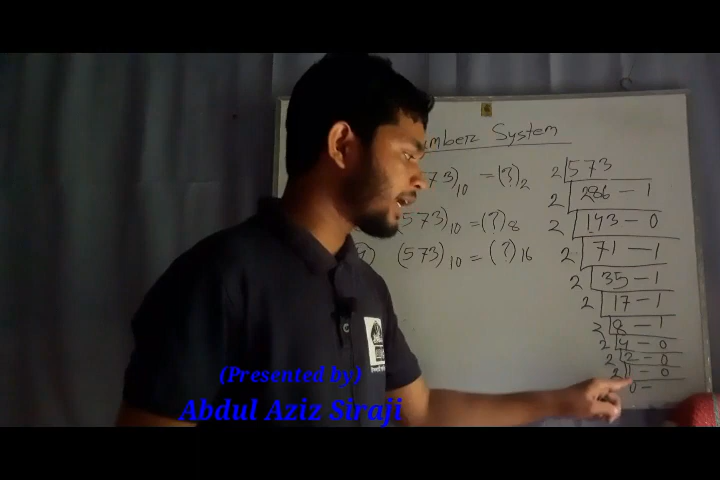 umber System
73)10 = (?)2
(573)10 = (?)8
(573)10 = (?)16
2 573
2 286 - 1
2 143 - 0
2 71 - 1
2 35 - 1
2 17 - 1
2 8 - 1
2 4 - 0
2 2 - 0
2 1 - 0
0 -
(Presented by)
Abdul Aziz Siraji